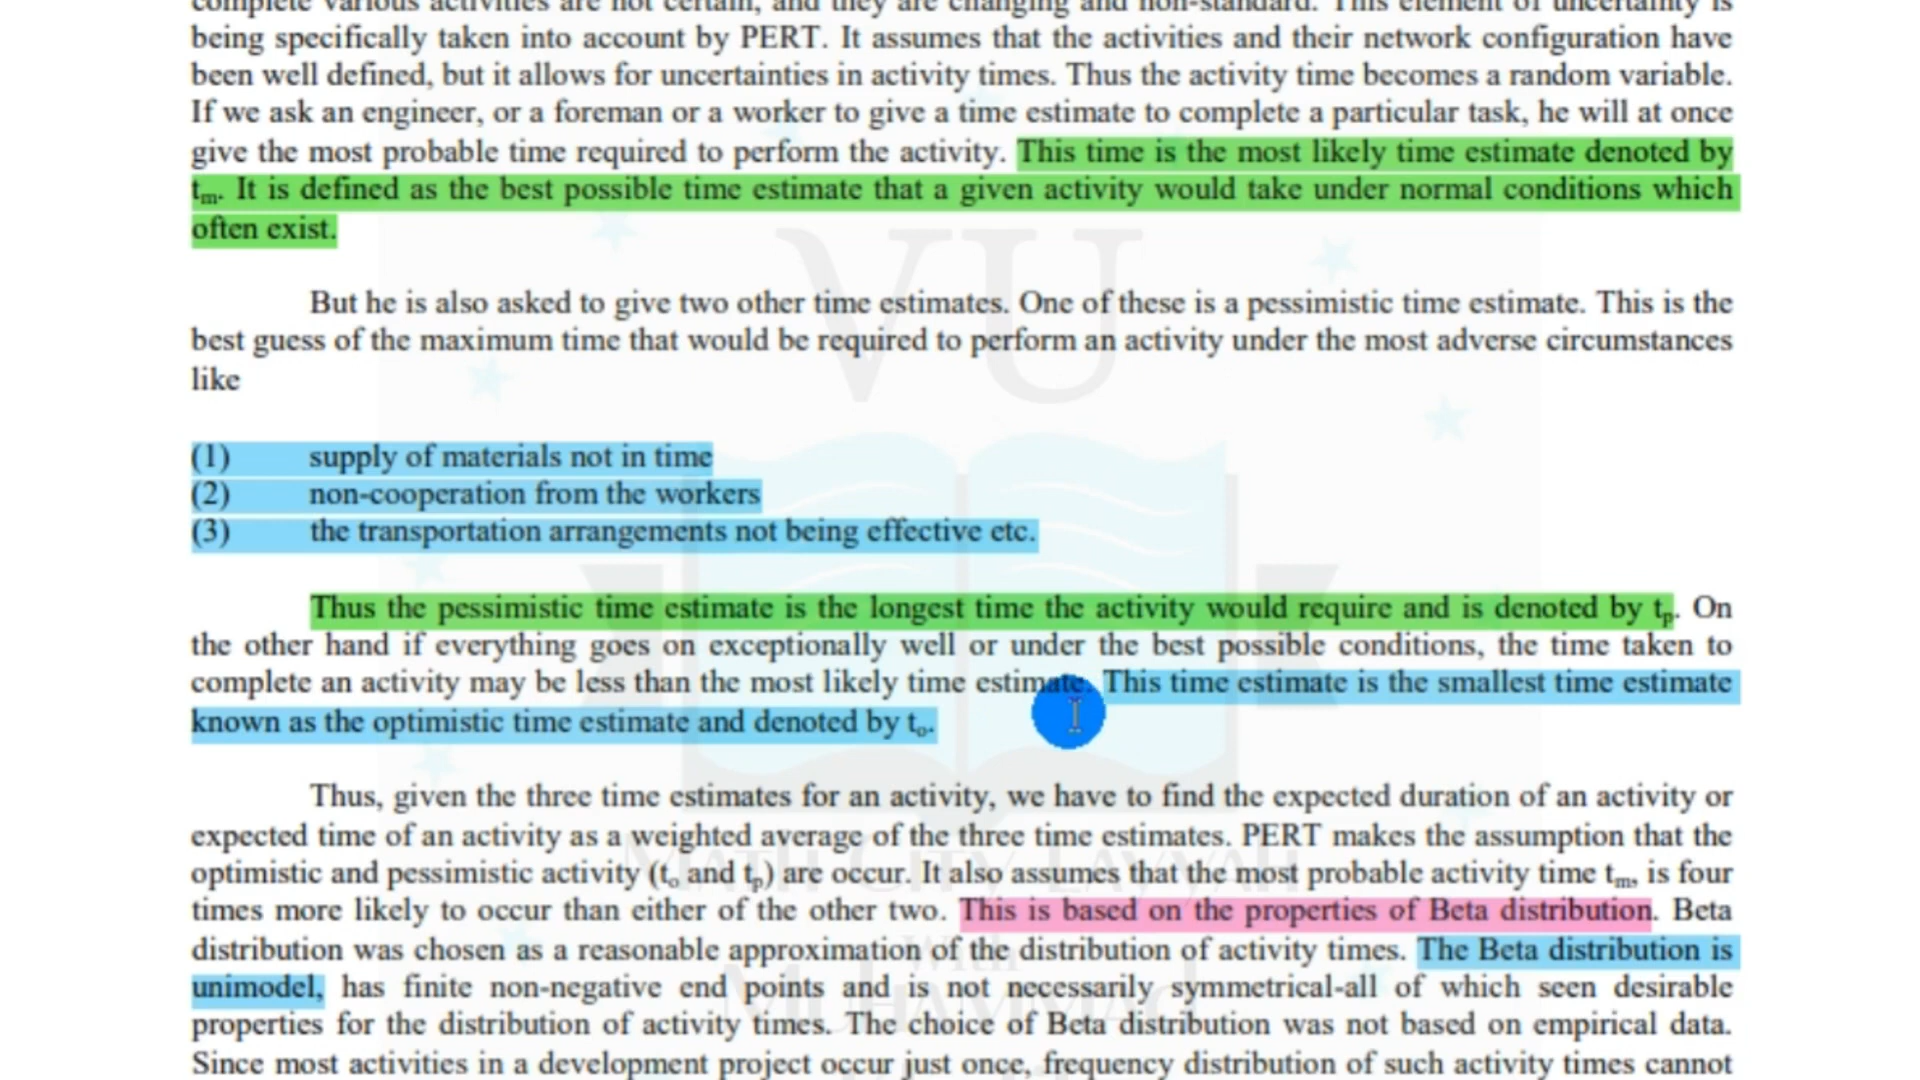 complete various activities are not certain, and they are changing and non-standard. This element of uncertainty is
being specifically taken into account by PERT. It assumes that the activities and their network configuration have
been well defined, but it allows for uncertainties in activity times. Thus the activity time becomes a random variable.
If we ask an engineer, or a foreman or a worker to give a time estimate to complete a particular task, he will at once
give the most probable time required to perform the activity. This time is the most likely time estimate denoted by
tm. It is defined as the best possible time estimate that a given activity would take under normal conditions which
often exist.
VU
But he is also asked to give two other time estimates. One of these is a pessimistic time estimate. This is the
best guess of the maximum time that would be required to perform an activity under the most adverse circumstances
like
(1) supply of materials not in time
(2) non-cooperation from the workers
(3) the transportation arrangements not being effective etc.
Thus the pessimistic time estimate is the longest time the activity would require and is denoted by tp. On
the other hand if everything goes on exceptionally well or under the best possible conditions, the time taken to
complete an activity may be less than the most likely time estimate. This time estimate is the smallest time estimate
known as the optimistic time estimate and denoted by to.
Thus, given the three time estimates for an activity, we have to find the expected duration of an activity or
expected time of an activity as a weighted average of the three time estimates. PERT makes the assumption that the
optimistic and pessimistic activity (to and tp) are occur. It also assumes that the most probable activity time tm, is four
times more likely to occur than either of the other two. This is based on the properties of Beta distribution. Beta
distribution was chosen as a reasonable approximation of the distribution of activity times. The Beta distribution is
unimodel, has finite non-negative end points and is not necessarily symmetrical-all of which seen desirable
properties for the distribution of activity times. The choice of Beta distribution was not based on empirical data.
Since most activities in a development project occur just once, frequency distribution of such activity times cannot